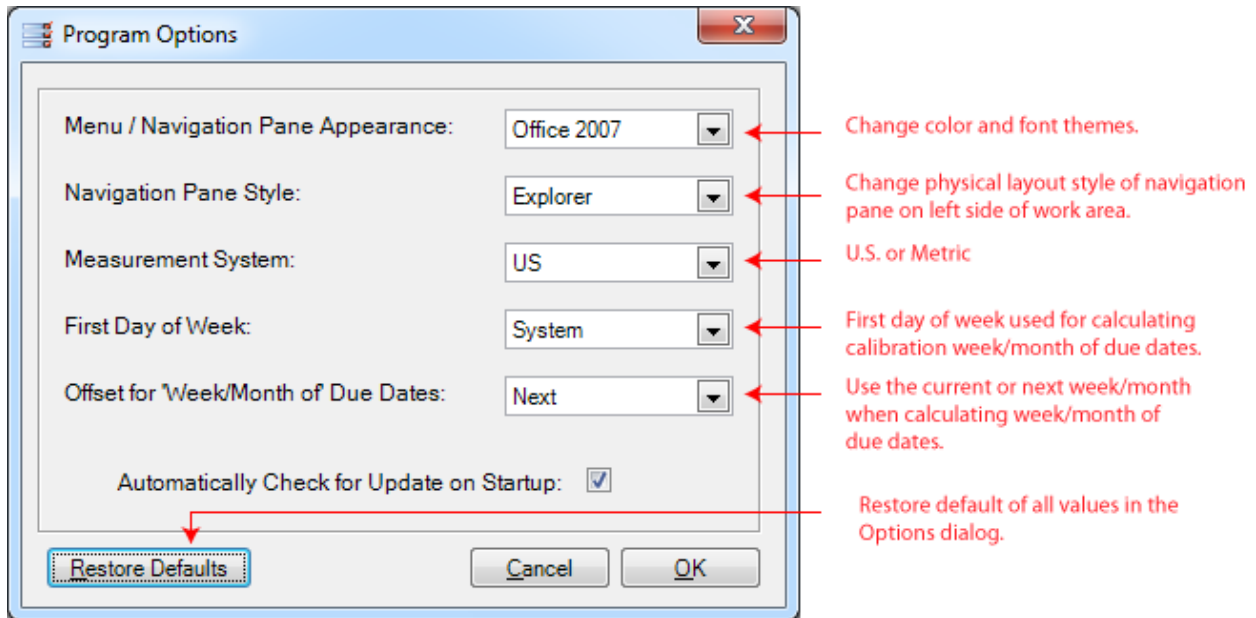 Program Options
Menu / Navigation Pane Appearance:
Office 2007
Change color and font themes.
Navigation Pane Style:
Explorer
Change physical layout style of navigation
pane on left side of work area.
Measurement System:
US
U.S. or Metric
First Day of Week:
System
First day of week used for calculating
calibration week/month of due dates.
Offset for 'Week/Month of' Due Dates:
Next
Use the current or next week/month
when calculating week/month of
due dates.
Automatically Check for Update on Startup:
Restore default of all values in the
Options dialog.
Restore Defaults
Cancel
OK